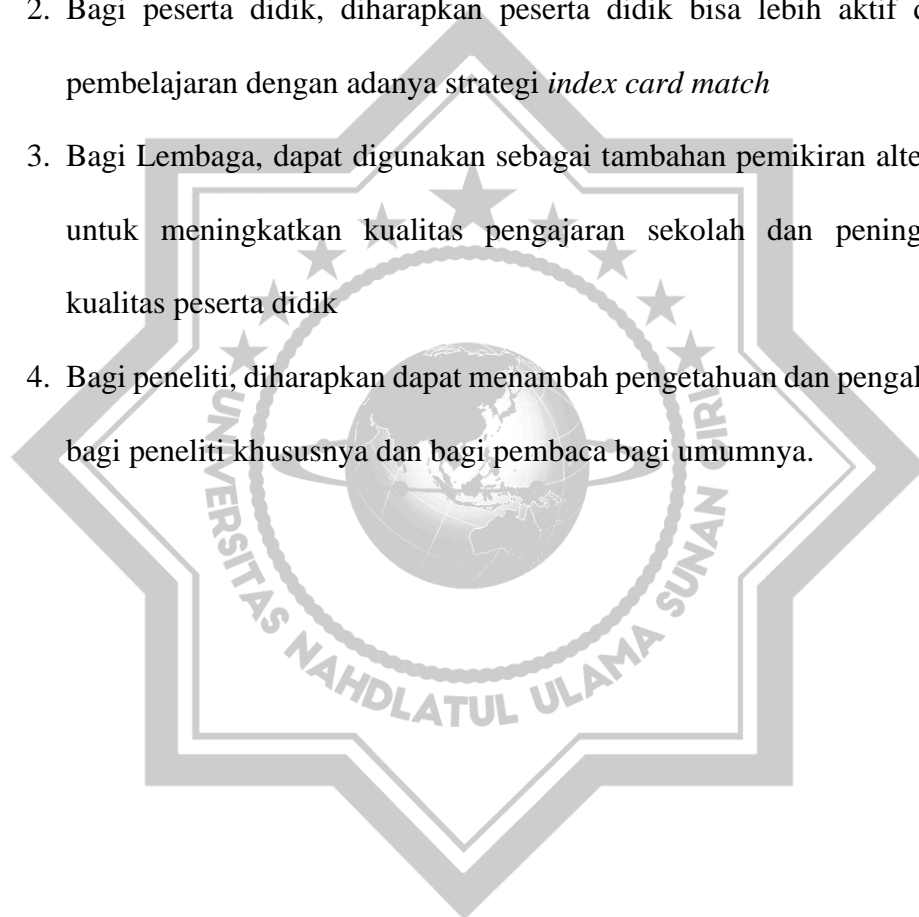 2. Bagi peserta didik, diharapkan peserta didik bisa lebih aktif
pembelajaran dengan adanya strategi index card match
3. Bagi Lembaga, dapat digunakan sebagai tambahan pemikiran alte
untuk meningkatkan kualitas pengajaran sekolah dan pening
kualitas peserta didik
4. Bagi peneliti, diharapkan dapat menambah pengetahuan dan pengal
bagi peneliti khususnya dan bagi pembaca bagi umumnya.
UNIVERSITAS NAHDLATUL ULAMA SUNAN GIRI